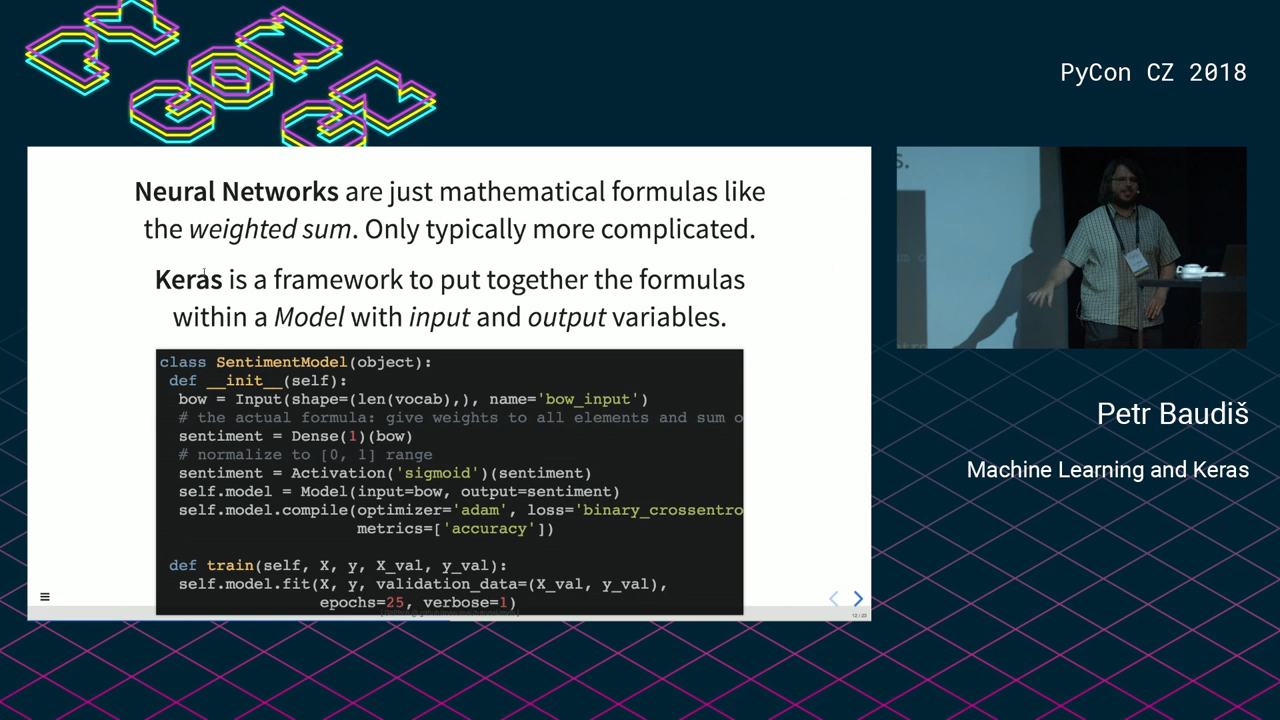 PYCON CZ
PyCon CZ 2018
Neural Networks are just mathematical formulas like
the weighted sum. Only typically more complicated.
Keras is a framework to put together the formulas
within a Model with input and output variables.
class SentimentModel(object):
def __init__(self):
bow = Input(shape=(len(vocab),), name='bow_input')
# the actual formula: give weights to all elements and sum o
sentiment = Dense(1)(bow)
# normalize to [0, 1] range
sentiment = Activation('sigmoid')(sentiment)
self.model = Model(input=bow, output=sentiment)
self.model.compile(optimizer='adam', loss='binary_crossentro
metrics=['accuracy'])
def train(self, X, y, X_val, y_val):
self.model.fit(X, y, validation_data=(X_val, y_val),
epochs=25, verbose=1)
12 / 23
Petr Baudiš
Machine Learning and Keras